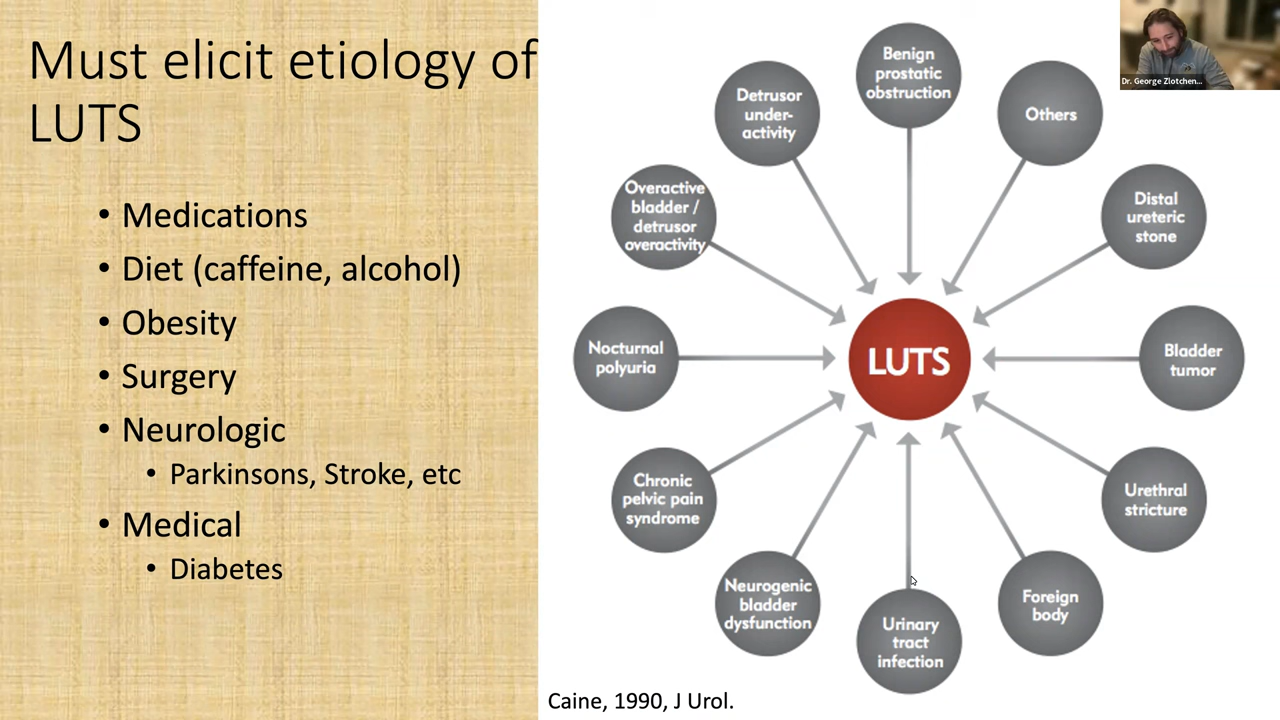 Must elicit etiology of
LUTS
• Medications
• Diet (caffeine, alcohol)
• Obesity
• Surgery
• Neurologic
• Parkinsons, Stroke, etc
• Medical
• Diabetes
Benign
prostatic
obstruction
Others
Distal
ureteric
stone
Bladder
tumor
Urethral
stricture
Foreign
body
Urinary
tract
infection
Neurogenic
bladder
dysfunction
Chronic
pelvic pain
syndrome
Nocturnal
polyuria
Overactive
bladder /
detrusor
overactivity
Detrusor
under-
activity
LUTS
Caine, 1990, J Urol.
Dr. George Zlotchen...